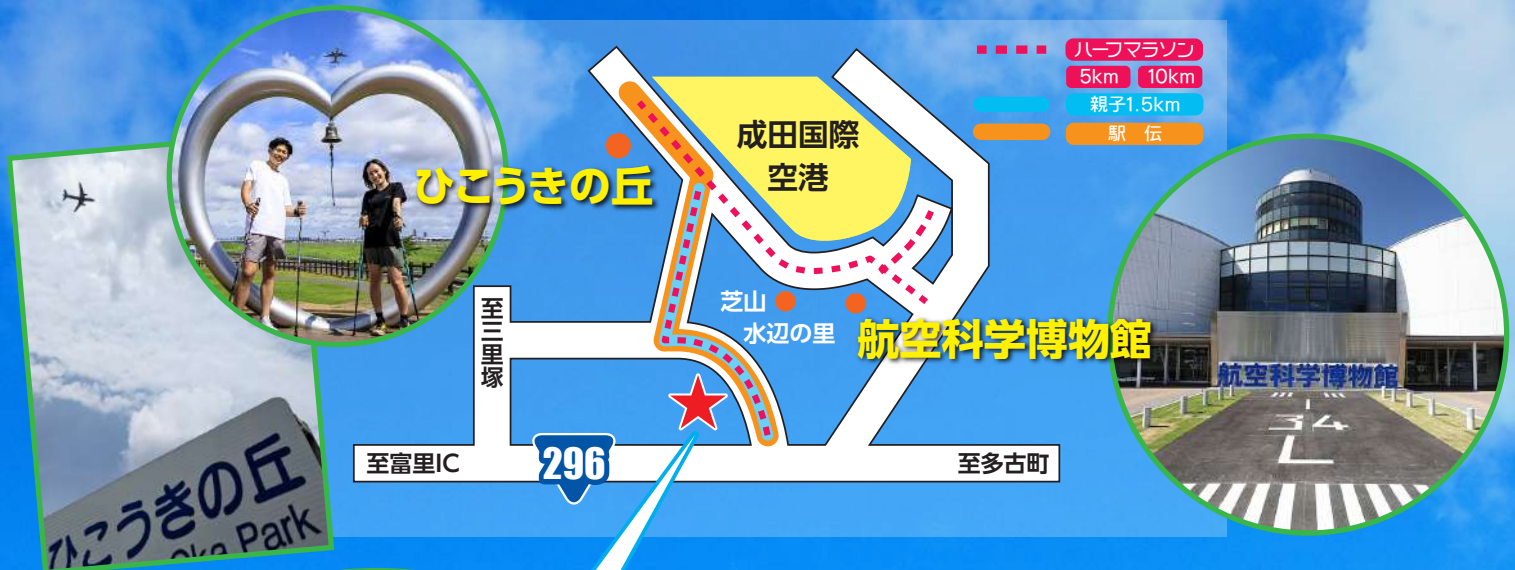 ハーフマラソン
5km 10km
親子1.5km
駅 伝
成田国際
空港
ひこうきの丘
芝山
水辺の里
航空科学博物館
至三里塚
至富里IC
296
至多古町
航空科学博物館
34
L
ひこうきの丘
Oka Park